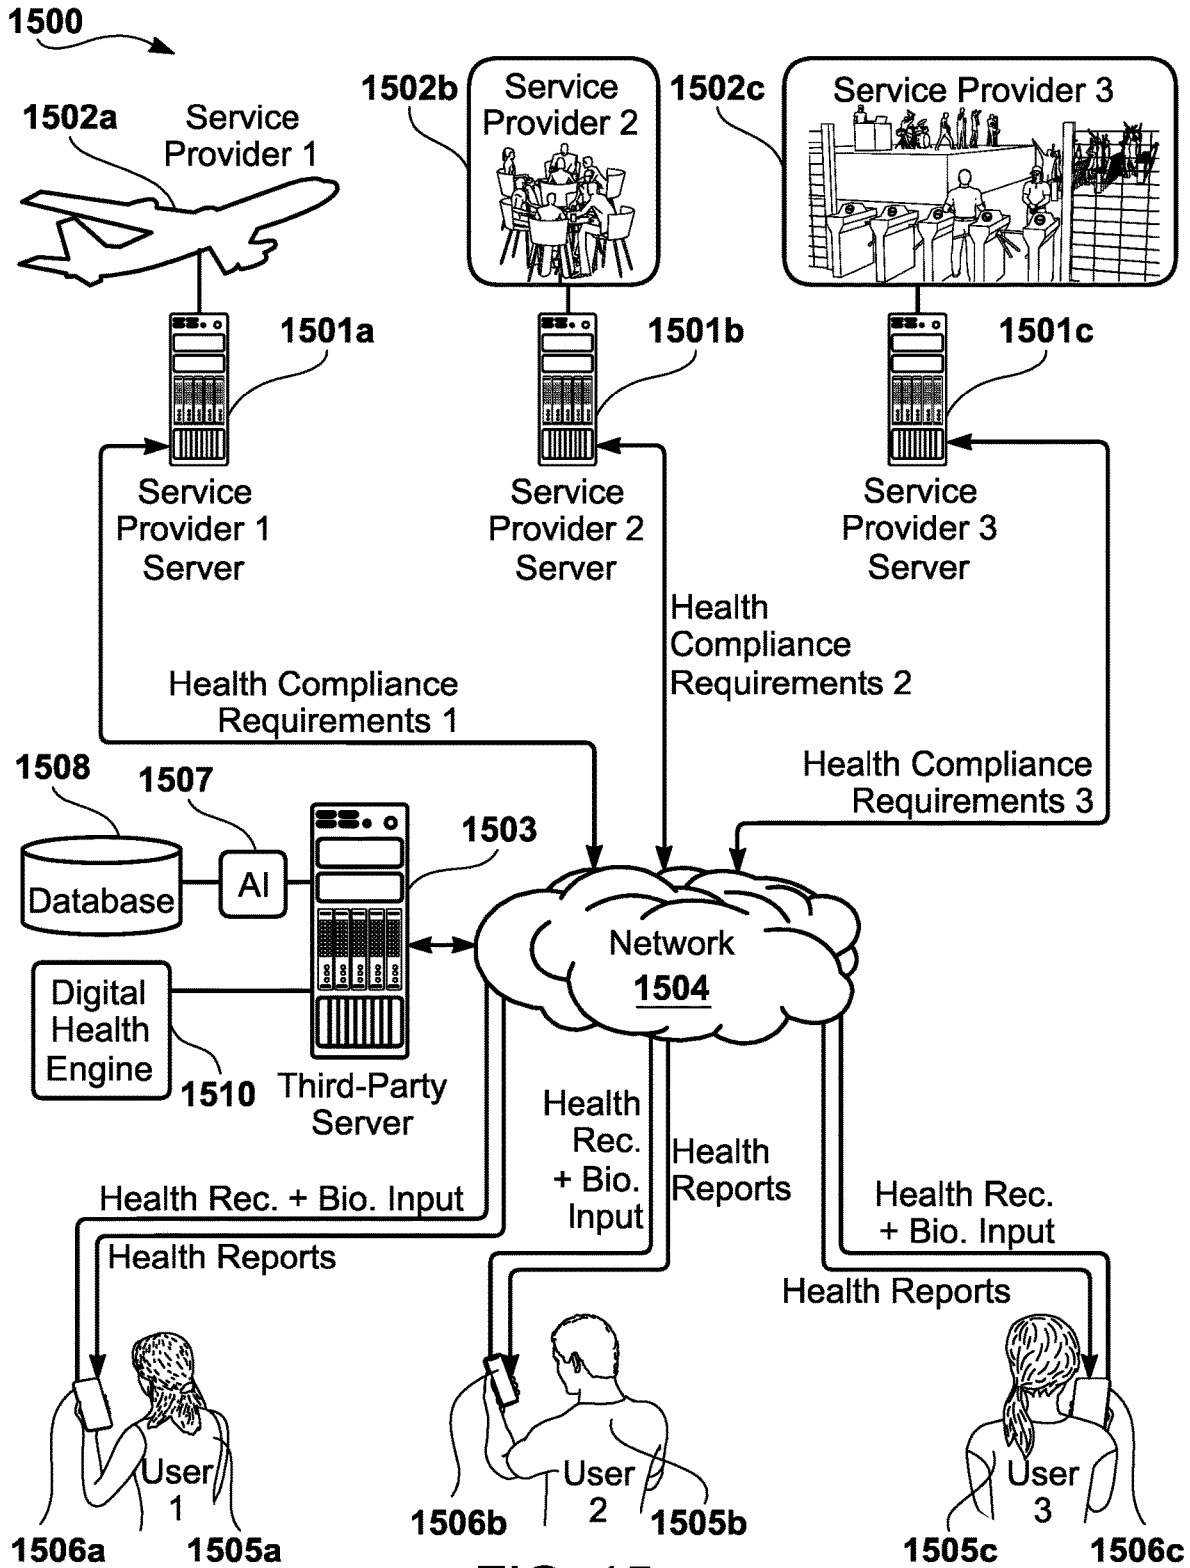 1500
1502a
Service
Provider 1
1502b
Service
Provider 2
1502c
Service Provider 3
1501a
1501b
1501c
Service
Provider 1
Server
Service
Provider 2
Server
Service
Provider 3
Server
Health
Compliance
Requirements 2
Health Compliance
Requirements 1
Health Compliance
Requirements 3
1508
1507
1503
Database
AI
Network
1504
Digital
Health
Engine
1510
Third-Party
Server
Health
Rec.
+ Bio.
Input
Health
Reports
Health Rec. + Bio. Input
Health Reports
Health Rec.
+ Bio. Input
Health Reports
User
1
User
2
User
3
1506a
1505a
1506b
1505b
1505c
1506c